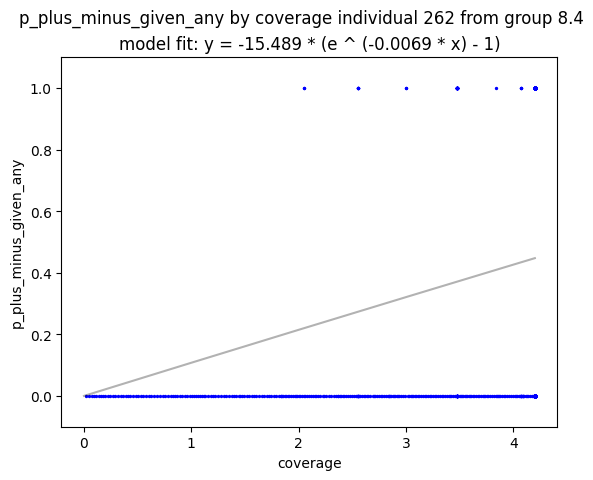 p_plus_minus_given_any by coverage individual 262 from group 8.4
model fit: y = -15.489 * (e ^ (-0.0069 * x) - 1)
1.0
0.8
0.6
0.4
0.2
0.0
p_plus_minus_given_any
0 1 2 3 4
coverage